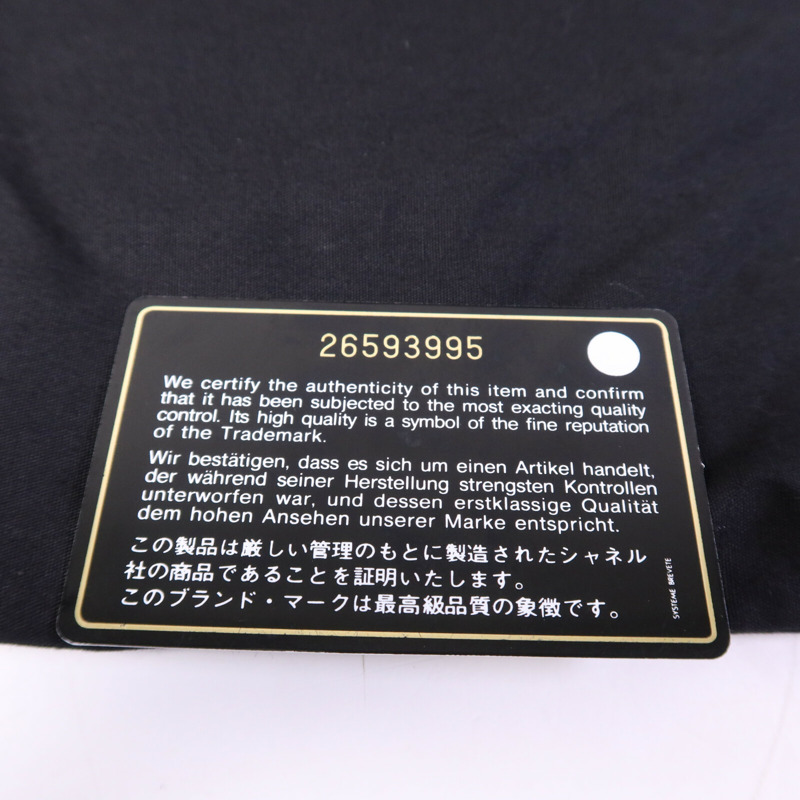 26593995
We certify the authenticity of this item and confirm
that it has been subjected to the most exacting quality
control. Its high quality is a symbol of the fine reputation
of the Trademark.
Wir bestätigen, dass es sich um einen Artikel handelt,
der während seiner Herstellung strengsten Kontrollen
unterworfen war, und dessen erstklassige Qualität
dem hohen Ansehen unserer Marke entspricht.
この製品は厳しい管理のもとに製造されたシャネル
社の商品であることを証明いたします。
このブランド・マークは最高級品質の象徴です。
SYSTEME BREVETE